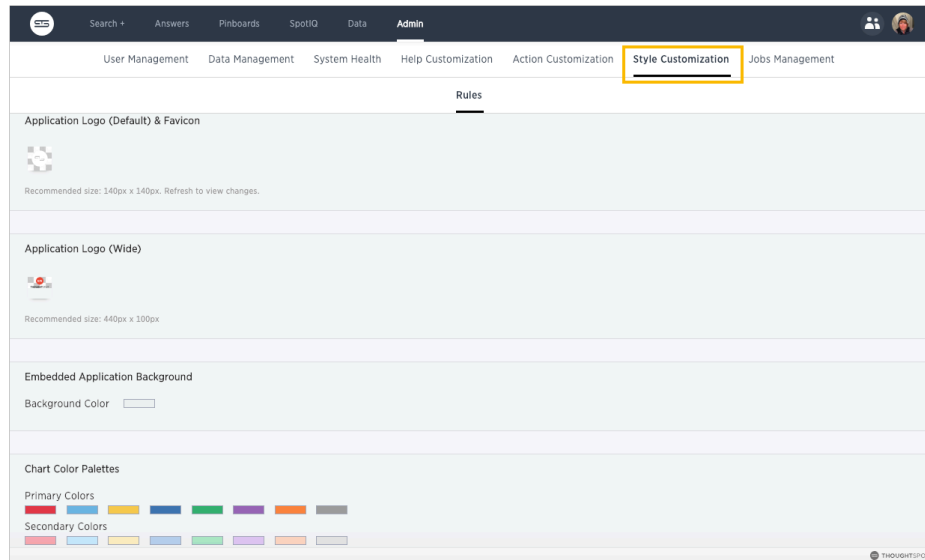 Search + Answers Pinboards SpotIQ Data Admin
User Management Data Management System Health Help Customization Action Customization Style Customization Jobs Management
Rules
Application Logo (Default) & Favicon
Recommended size: 140px x 140px. Refresh to view changes.
Application Logo (Wide)
Recommended size: 440px x 100px
Embedded Application Background
Background Color
Chart Color Palettes
Primary Colors
Secondary Colors
THOUGHTSPO